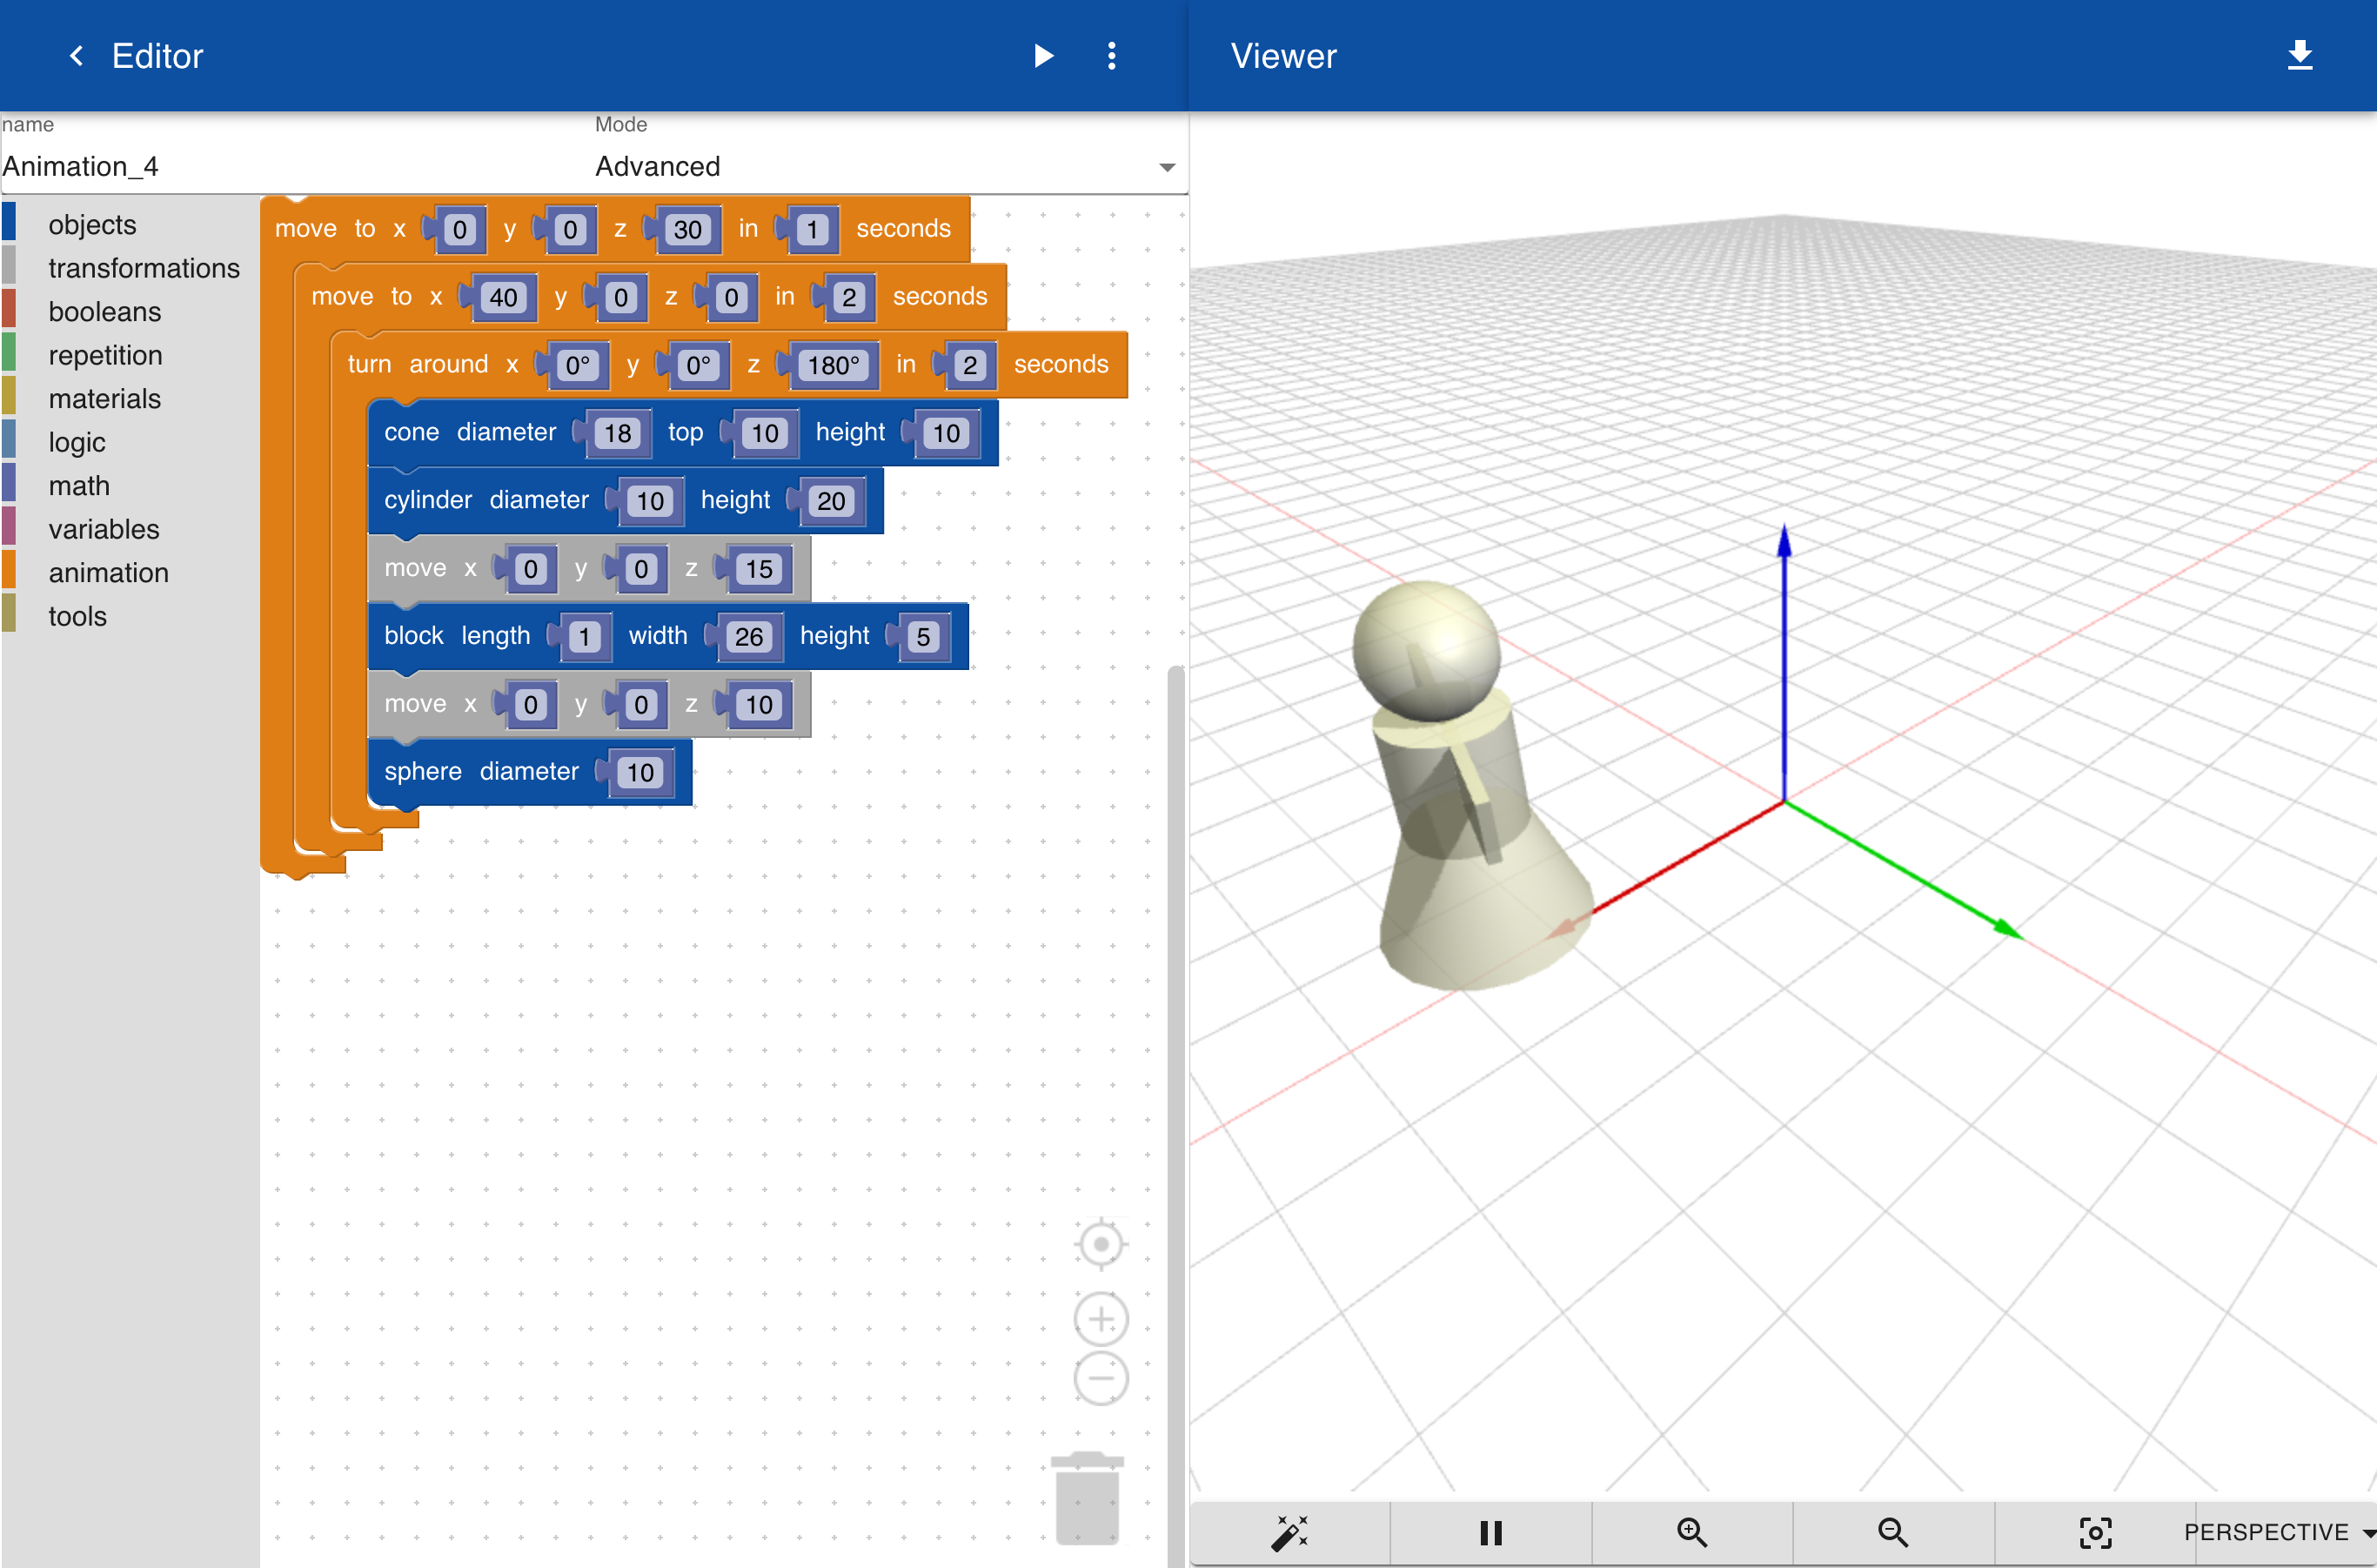 Editor
Viewer
name
Mode
Animation_4
Advanced
objects
transformations
booleans
repetition
materials
logic
math
variables
animation
tools
move to x 0 y 0 z 30 in 1 seconds
move to x 40 y 0 z 0 in 2 seconds
turn around x 0° y 0° z 180° in 2 seconds
cone diameter 18 top 10 height 10
cylinder diameter 10 height 20
move x 0 y 0 z 15
block length 1 width 26 height 5
move x 0 y 0 z 10
sphere diameter 10
PERSPECTIVE